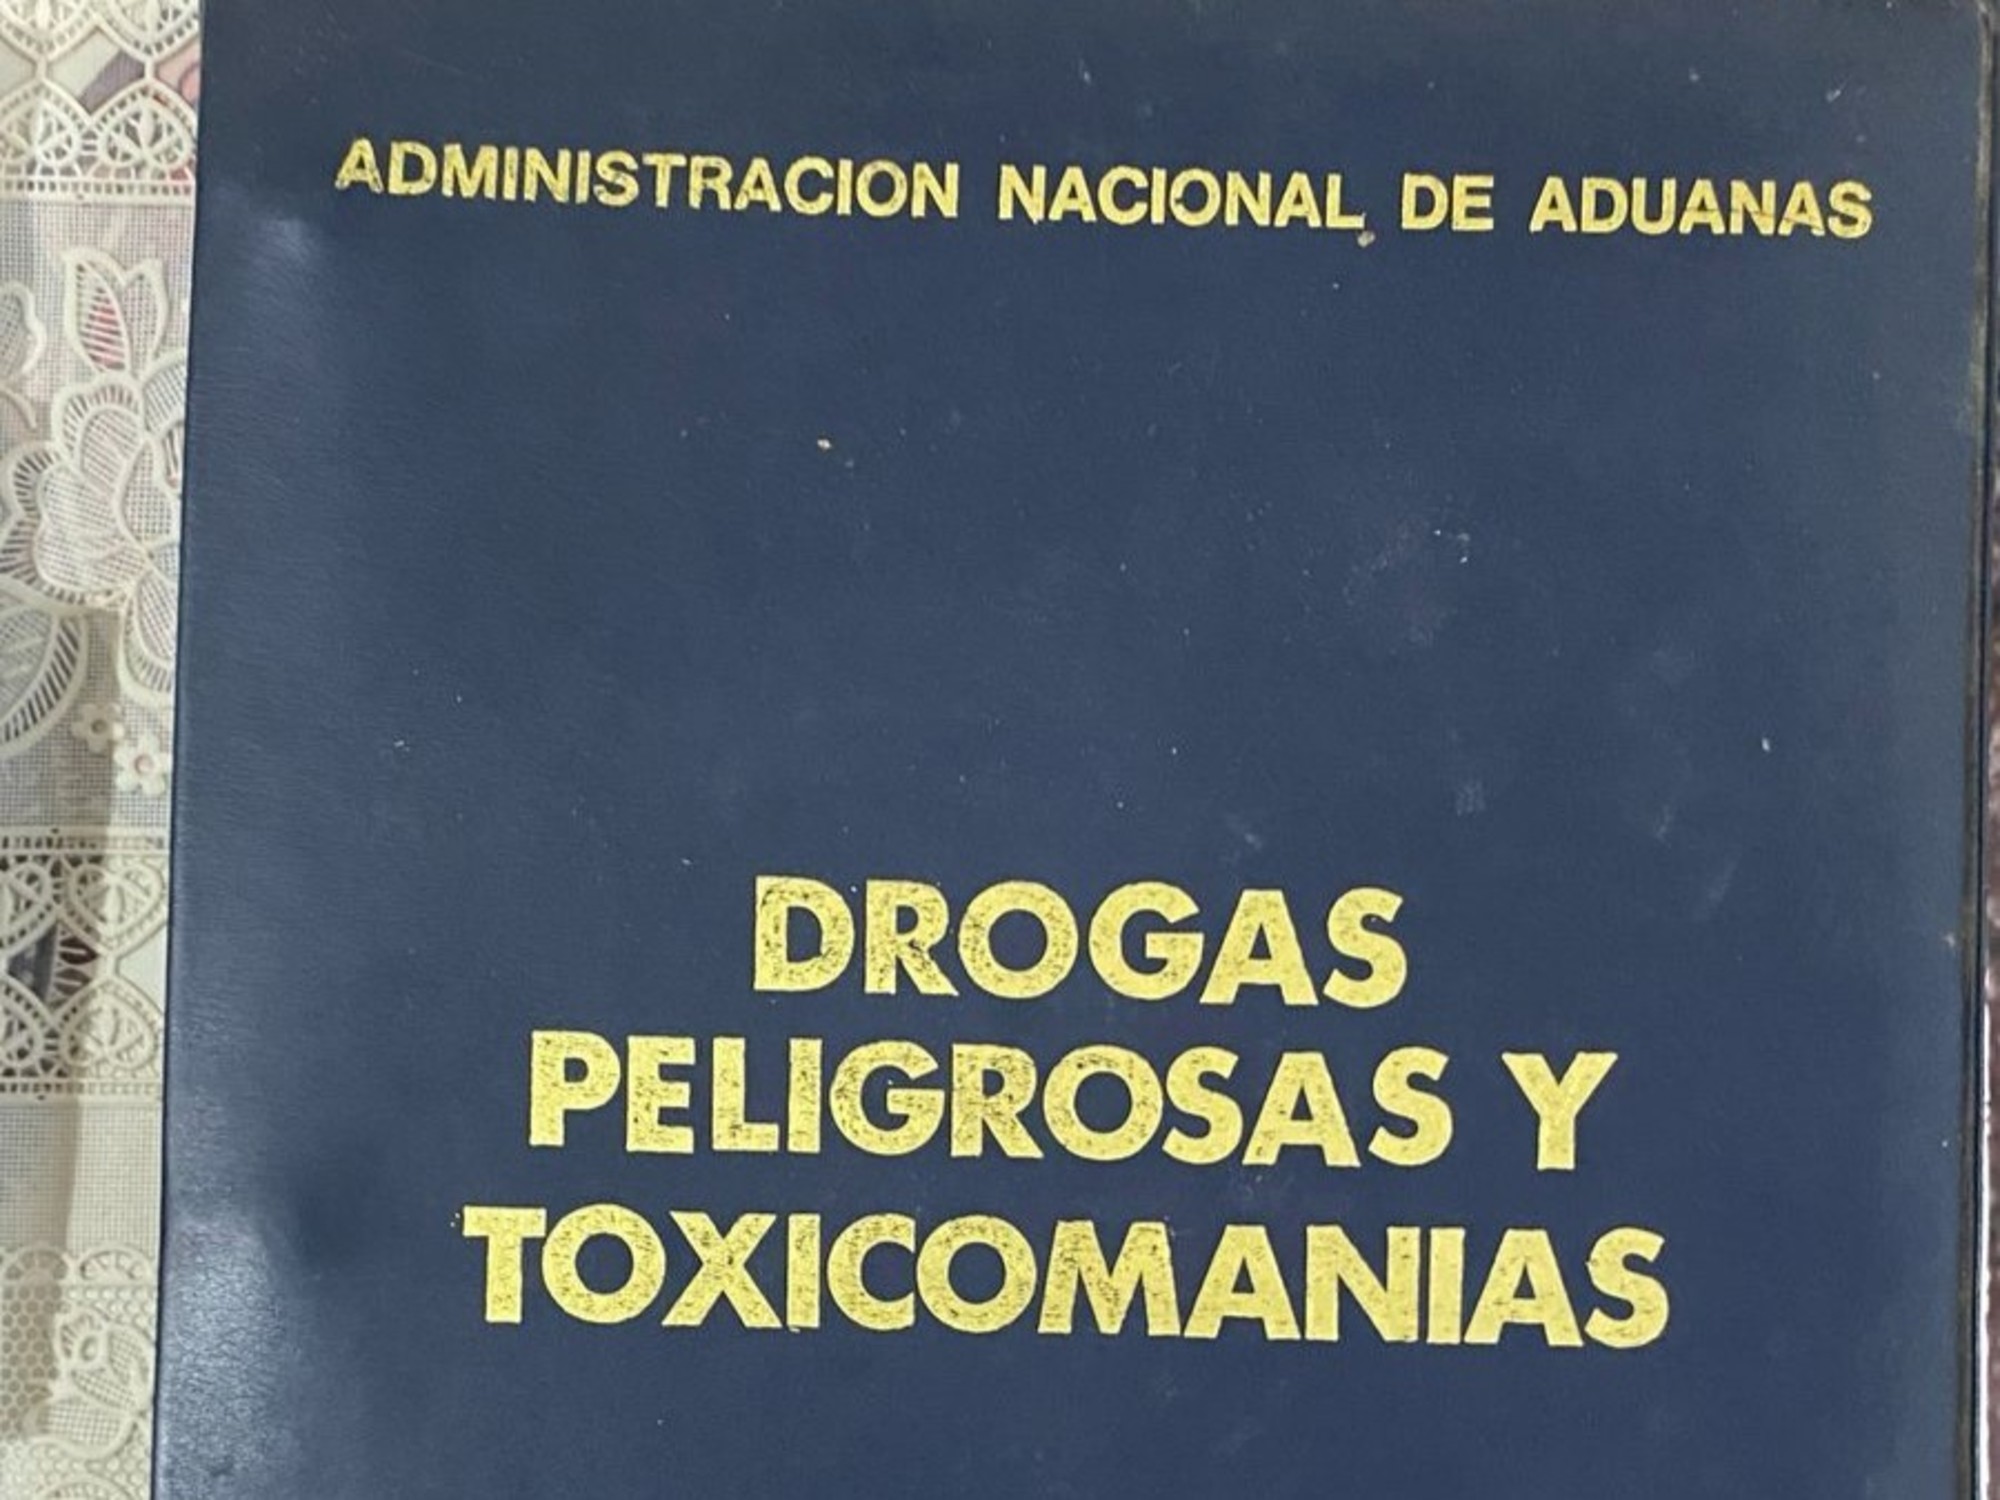 ADMINISTRACION NACIONAL DE ADUANAS
DROGAS
PELIGROSAS Y
TOXICOMANIAS